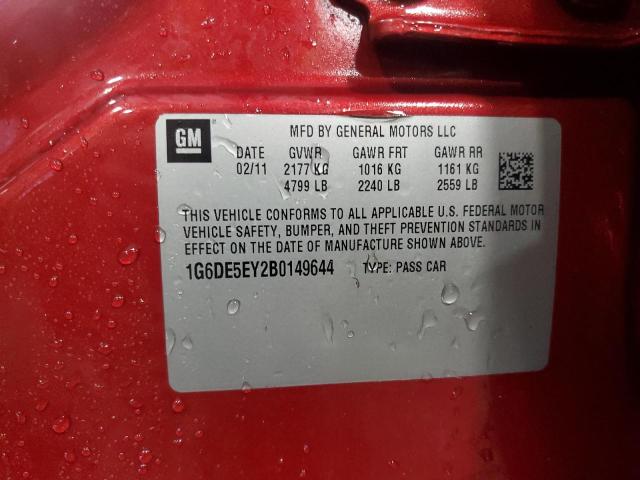 GM
MFD BY GENERAL MOTORS LLC
DATE GVWR GAWR FRT GAWR RR
02/11 2177 KG 1016 KG 1161 KG
4799 LB 2240 LB 2559 LB
THIS VEHICLE CONFORMS TO ALL APPLICABLE U.S. FEDERAL MOTOR
VEHICLE SAFETY, BUMPER, AND THEFT PREVENTION STANDARDS IN
EFFECT ON THE DATE OF MANUFACTURE SHOWN ABOVE.
1G6DE5EY2B0149644 TYPE: PASS CAR